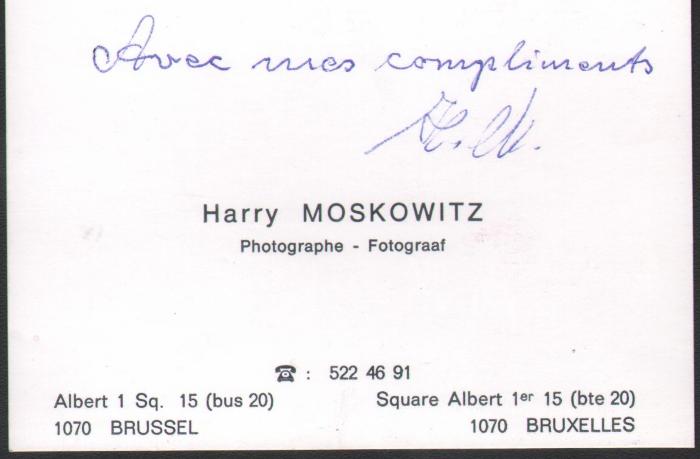 Avec mes compliments
H.M.
Harry MOSKOWITZ
Photographe - Fotograaf
☎ : 522 46 91
Albert 1 Sq. 15 (bus 20) Square Albert 1er 15 (bte 20)
1070 BRUSSEL 1070 BRUXELLES